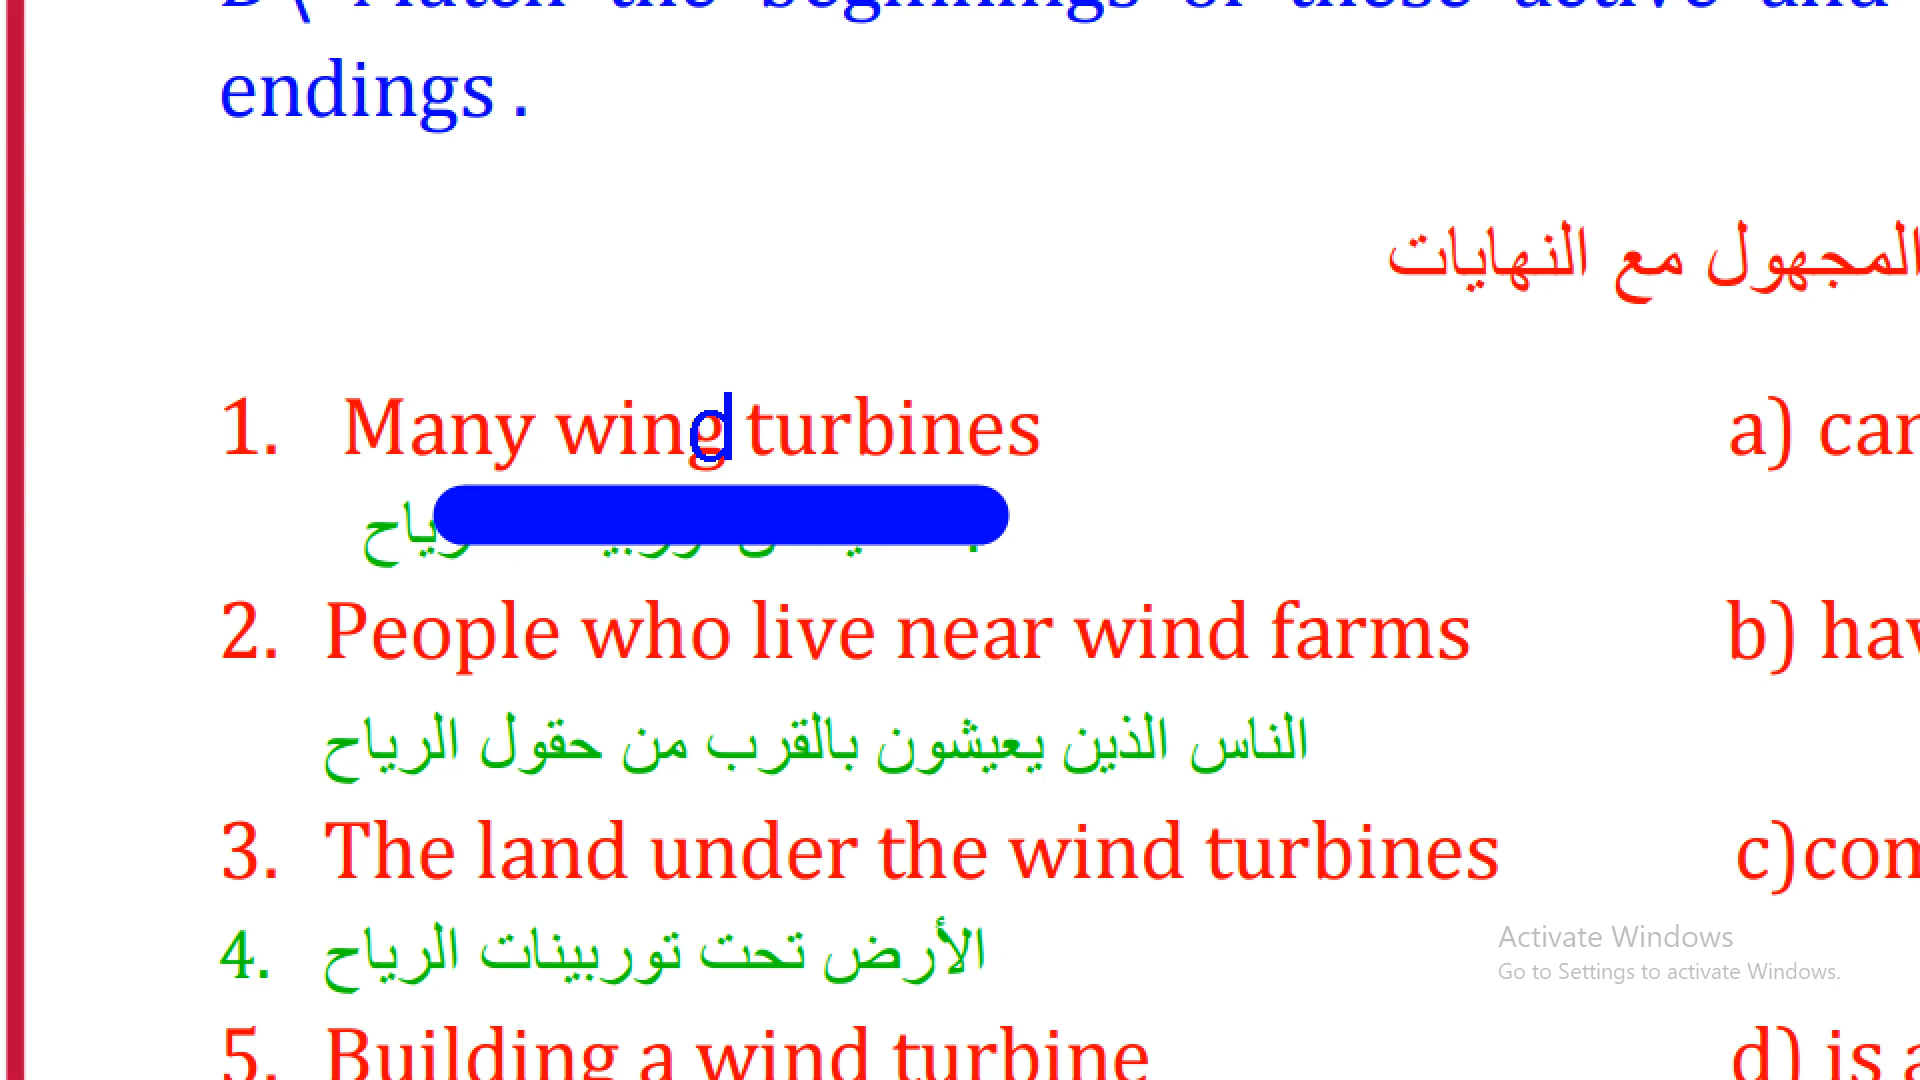 endings .
المجهول مع النهايات
1. Many wind turbines a) can
2. People who live near wind farms b) hav
الناس الذين يعيشون بالقرب من حقول الرياح
3. The land under the wind turbines c)com
4. الأرض تحت توربينات الرياح
Activate Windows
Go to Settings to activate Windows.
5. Building a wind turbine d) is a